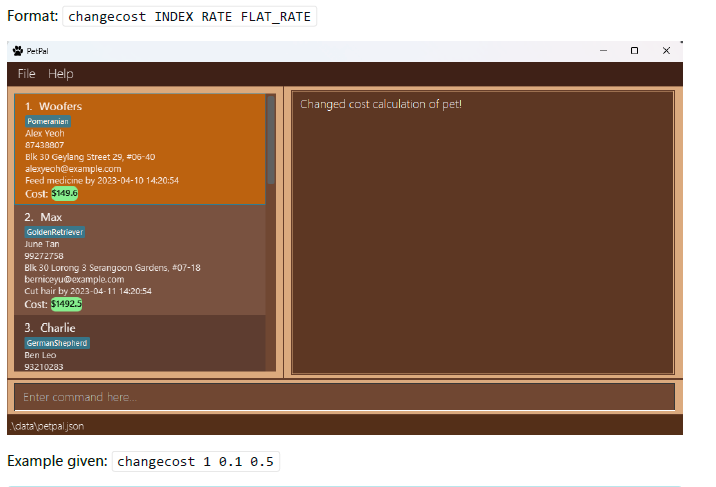 Format: changecost INDEX RATE FLAT_RATE
PetPal
File Help
1. Woofers
Pomeranian
Alex Yeoh
87438807
Blk 30 Geylang Street 29, #06-40
alexyeoh@example.com
Feed medicine by 2023-04-10 14:20:54
Cost: $149.6
2. Max
GoldenRetriever
June Tan
99272758
Blk 30 Lorong 3 Serangoon Gardens, #07-18
berniceyu@example.com
Cut hair by 2023-04-11 14:20:54
Cost: $1492.5
3. Charlie
GermanShepherd
Ben Leo
93210283
Changed cost calculation of pet!
Enter command here...
.\data\petpal.json
Example given: changecost 1 0.1 0.5